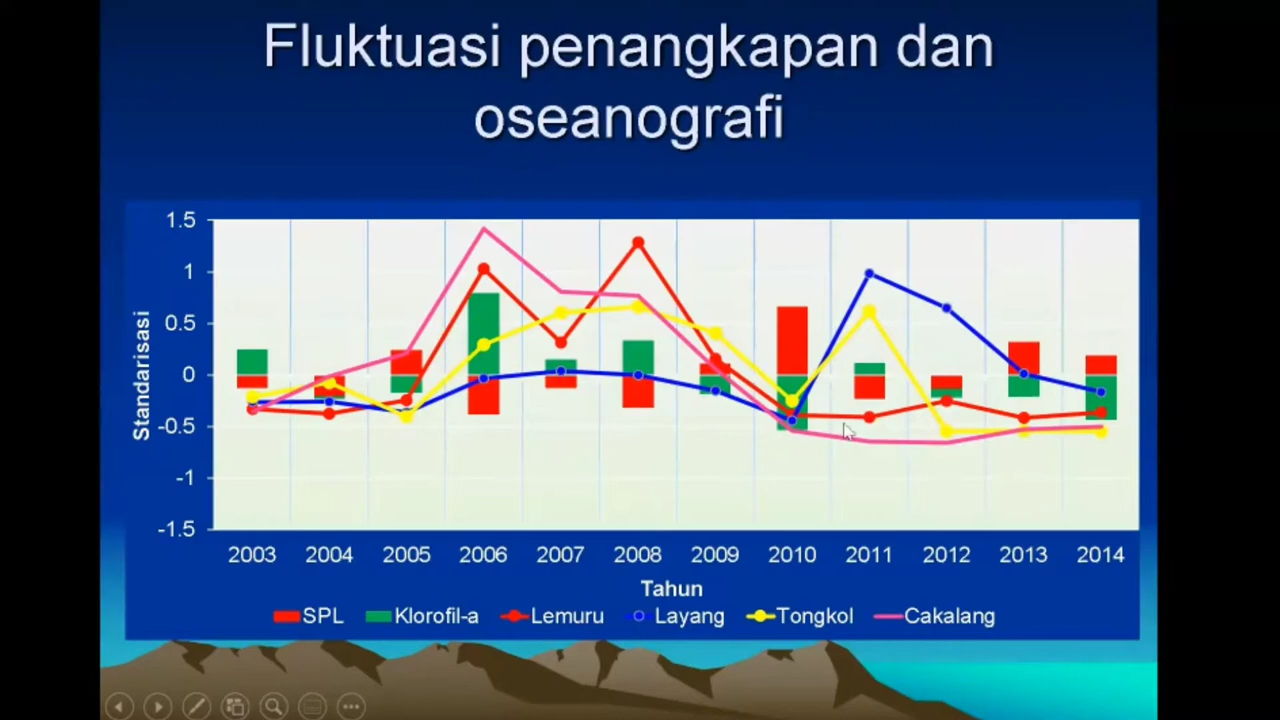 Fluktuasi penangkapan dan
oseanografi
1.5
1
0.5
0
-0.5
-1
-1.5
Standarisasi
2003 2004 2005 2006 2007 2008 2009 2010 2011 2012 2013 2014
Tahun
SPL Klorofil-a Lemuru Layang Tongkol Cakalang